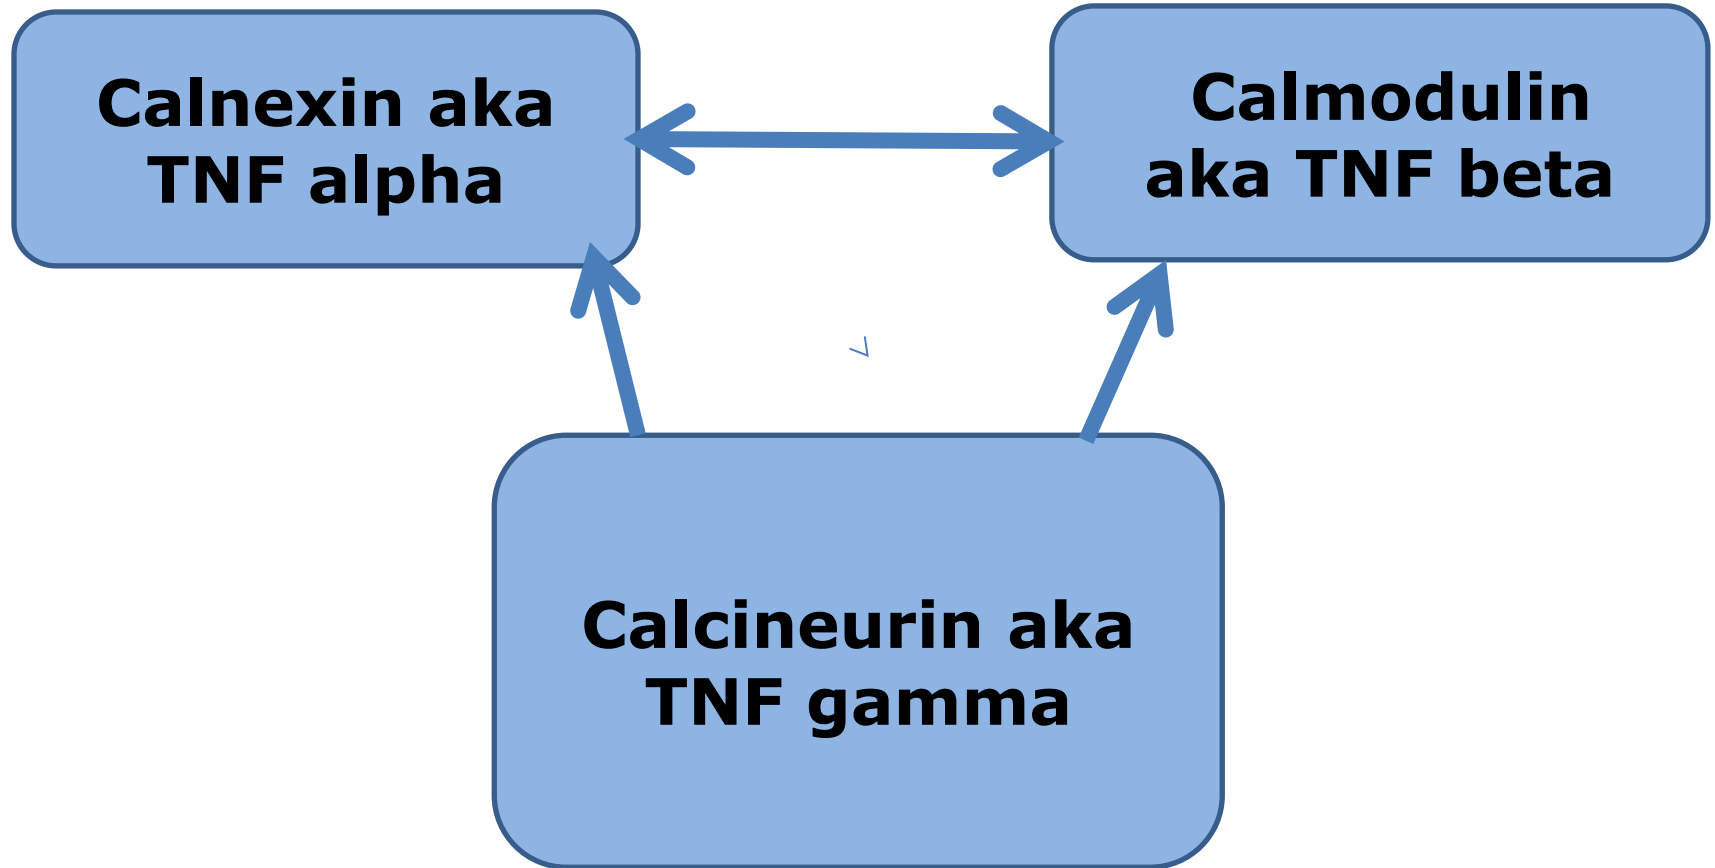 Calnexin aka
TNF alpha
Calmodulin
aka TNF beta
Calcineurin aka
TNF gamma